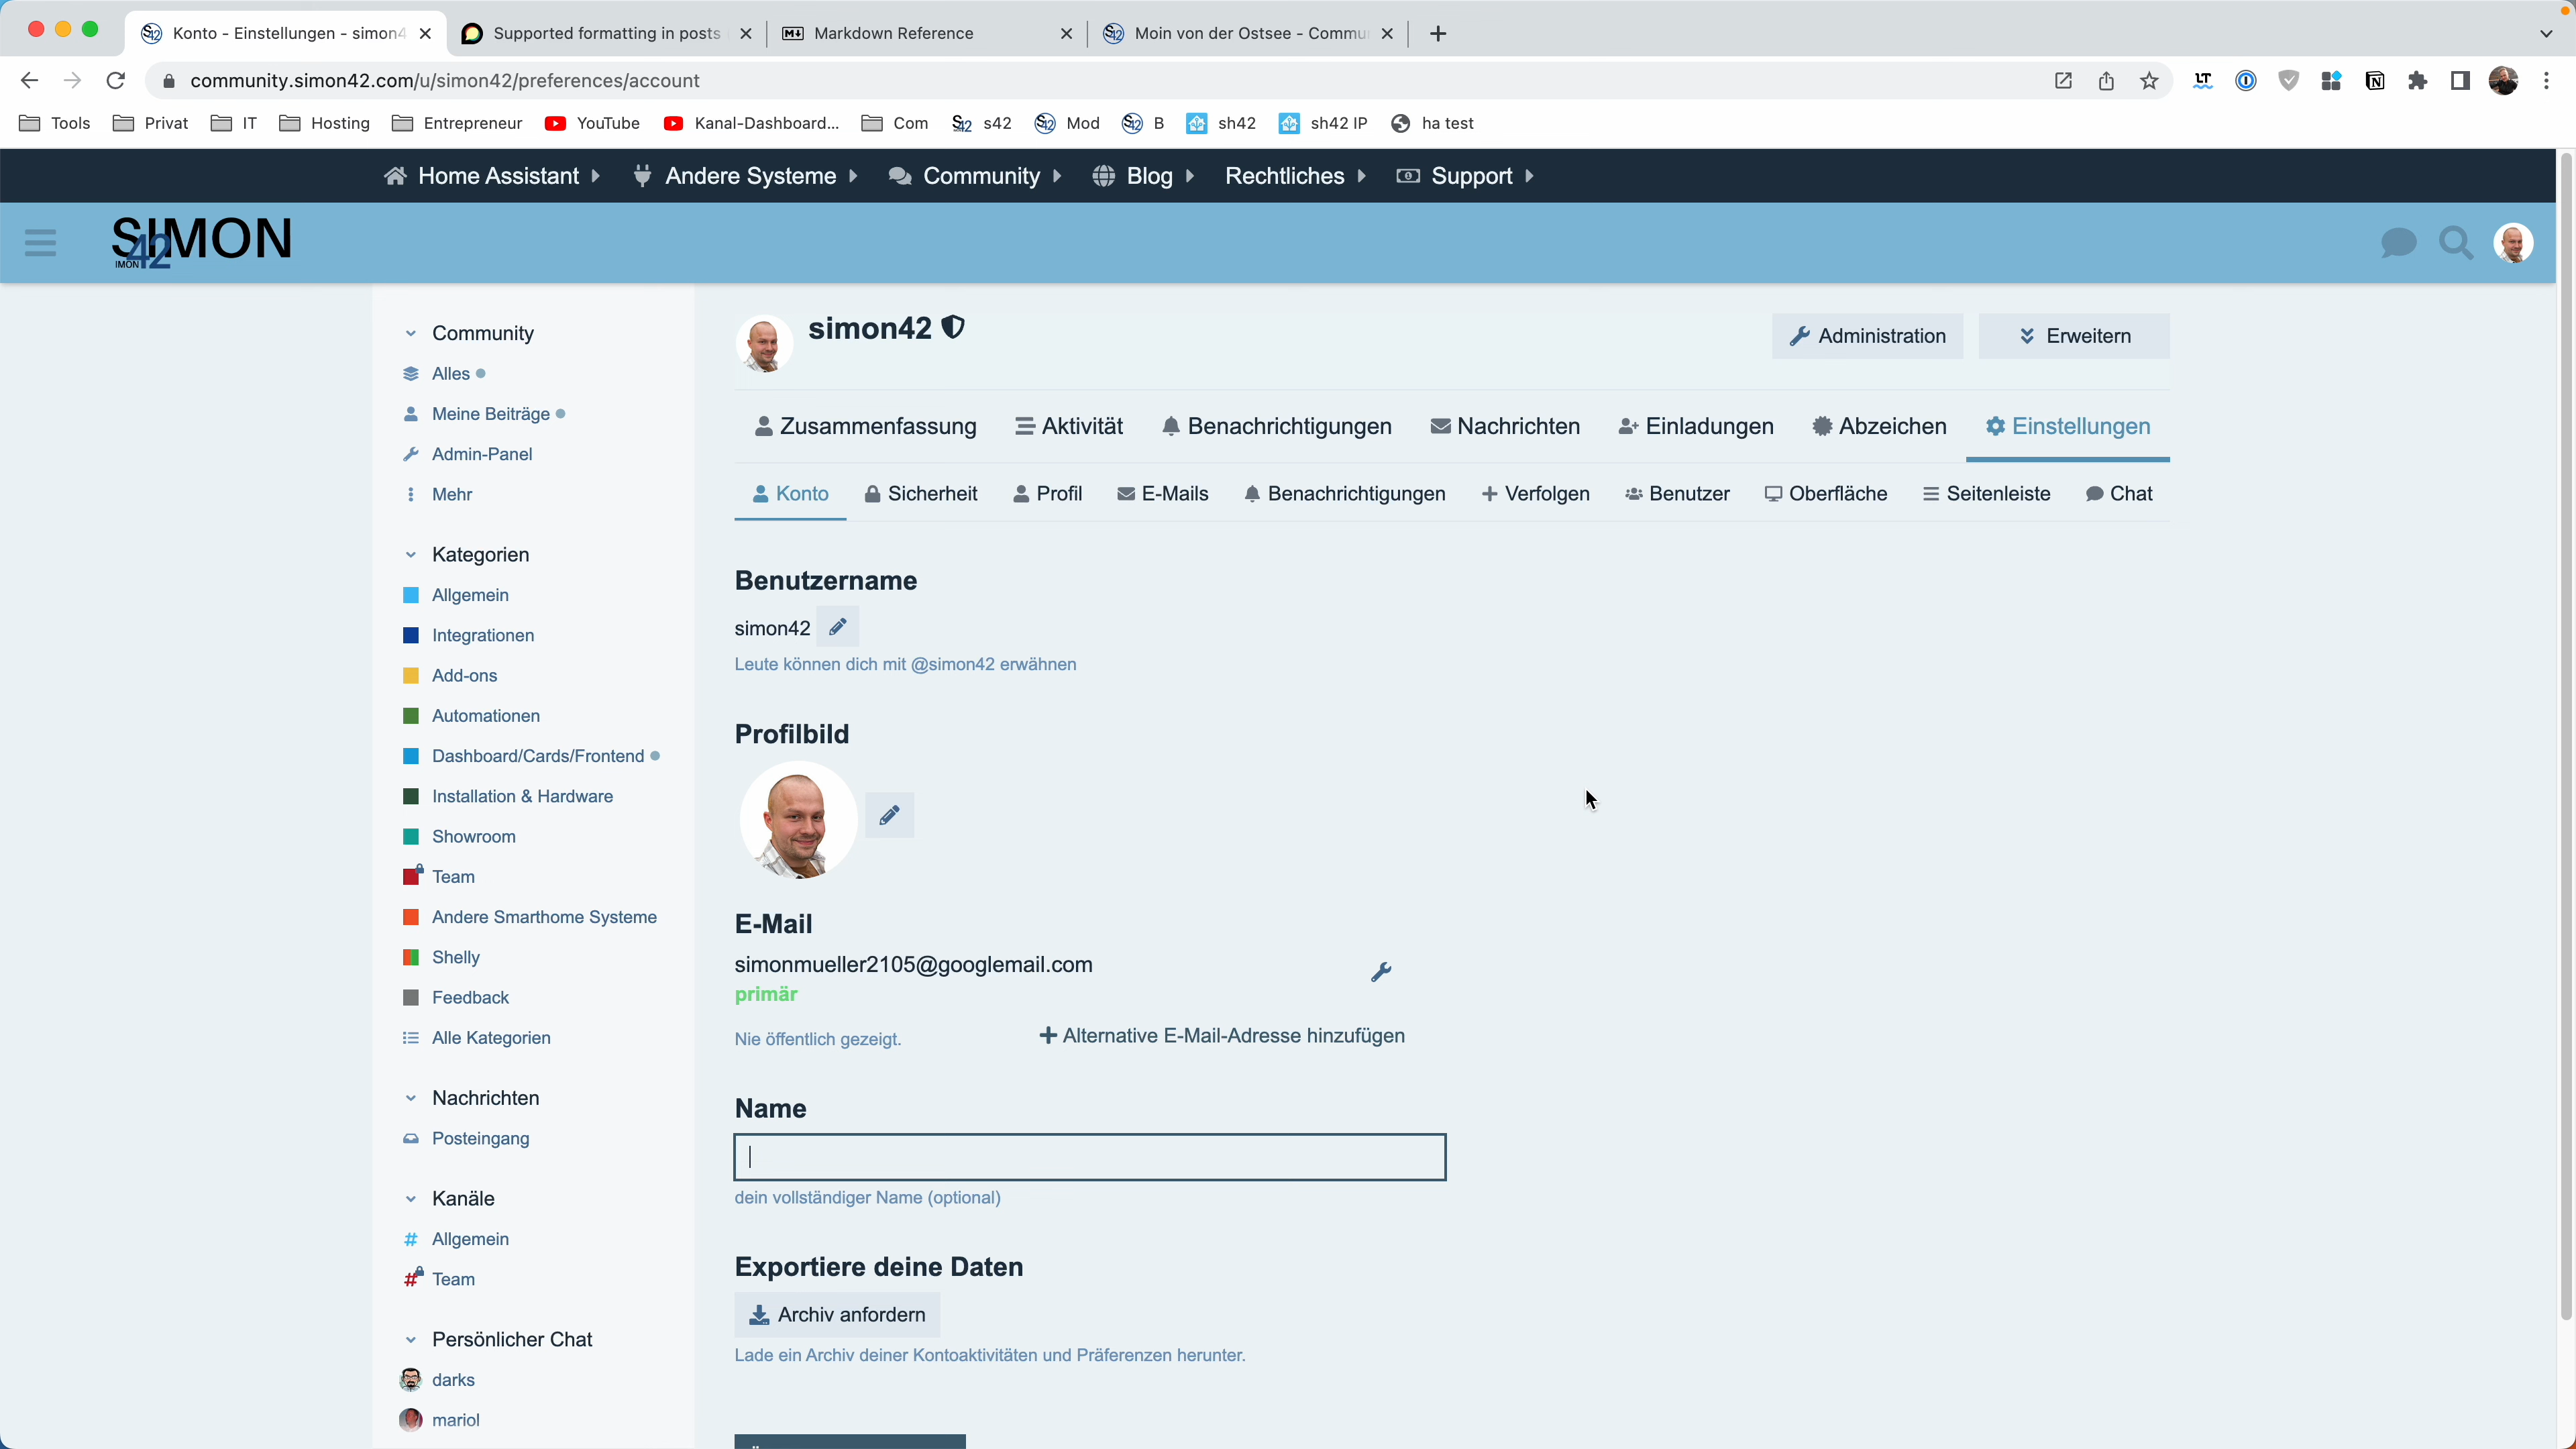 Konto - Einstellungen - simon4
Supported formatting in posts
Markdown Reference
Moin von der Ostsee - Commu
community.simon42.com/u/simon42/preferences/account
Tools
Privat
IT
Hosting
Entrepreneur
YouTube
Kanal-Dashboard...
Com
s42
Mod
B
sh42
sh42 IP
ha test
Home Assistant
Andere Systeme
Community
Blog
Rechtliches
Support
SIMON
42
IMON
Community
Alles
Meine Beiträge
Admin-Panel
Mehr
Kategorien
Allgemein
Integrationen
Add-ons
Automationen
Dashboard/Cards/Frontend
Installation & Hardware
Showroom
Team
Andere Smarthome Systeme
Shelly
Feedback
Alle Kategorien
Nachrichten
Posteingang
Kanäle
Allgemein
Team
Persönlicher Chat
darks
mariol
simon42
Administration
Erweitern
Zusammenfassung
Aktivität
Benachrichtigungen
Nachrichten
Einladungen
Abzeichen
Einstellungen
Konto
Sicherheit
Profil
E-Mails
Benachrichtigungen
Verfolgen
Benutzer
Oberfläche
Seitenleiste
Chat
Benutzername
simon42
Leute können dich mit @simon42 erwähnen
Profilbild
E-Mail
simonmueller2105@googlemail.com
primär
Nie öffentlich gezeigt.
Alternative E-Mail-Adresse hinzufügen
Name
dein vollständiger Name (optional)
Exportiere deine Daten
Archiv anfordern
Lade ein Archiv deiner Kontoaktivitäten und Präferenzen herunter.